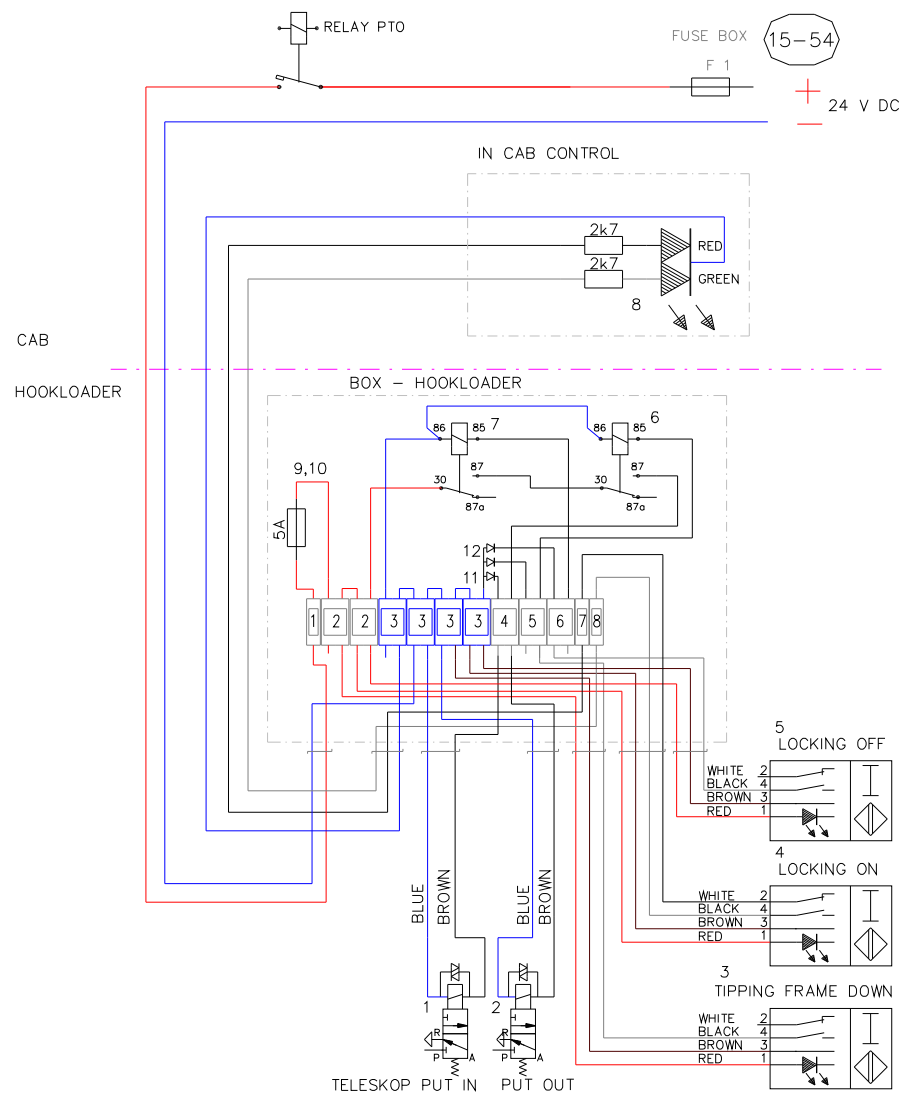 RELAY PTO
FUSE BOX
15-54
F 1
24 V DC
IN CAB CONTROL
2k7
RED
2k7
GREEN
8
CAB
HOOKLOADER
BOX - HOOKLOADER
86 85 7
86 85 6
9,10
30 87
87a
30 87
87a
5A
12
11
1 2 2 3 3 3 3 4 5 6 7 8
5
LOCKING OFF
WHITE 2
BLACK 4
BROWN 3
RED 1
4
LOCKING ON
WHITE 2
BLACK 4
BROWN 3
RED 1
BLUE
BROWN
BLUE
BROWN
3
TIPPING FRAME DOWN
WHITE 2
BLACK 4
BROWN 3
RED 1
1
R
P A
2
R
P A
TELESKOP PUT IN
PUT OUT